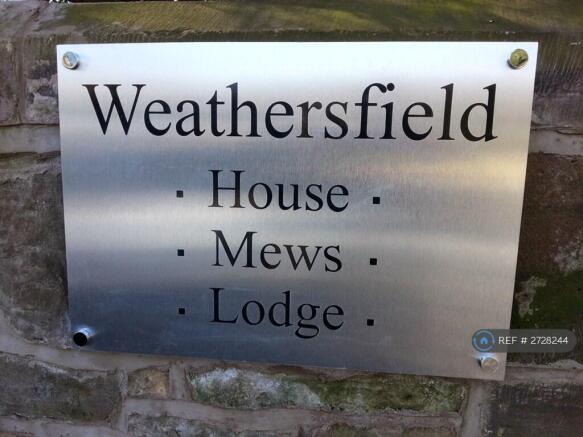 Weathersfield
▪ House ▪
▪ Mews ▪
▪ Lodge ▪
REF # 2728244